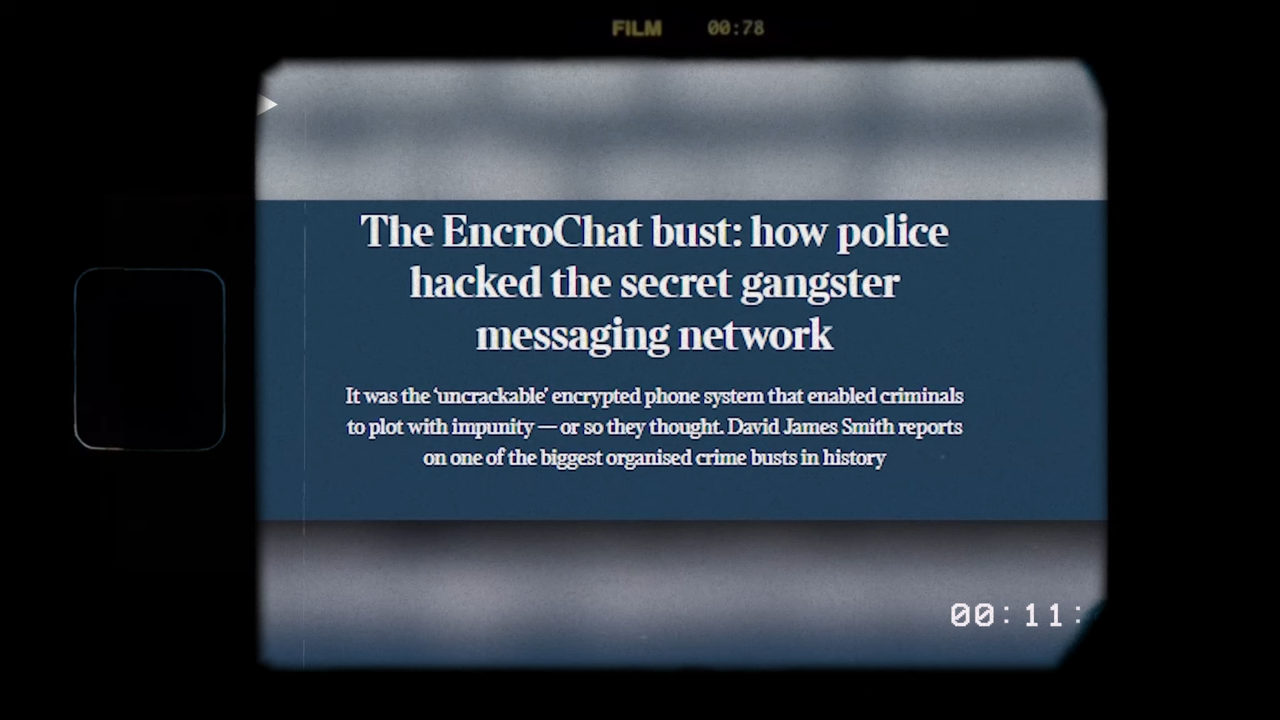 FILM 00:78
The EncroChat bust: how police
hacked the secret gangster
messaging network
It was the ‘uncrackable’ encrypted phone system that enabled criminals
to plot with impunity — or so they thought. David James Smith reports
on one of the biggest organised crime busts in history
00:11: